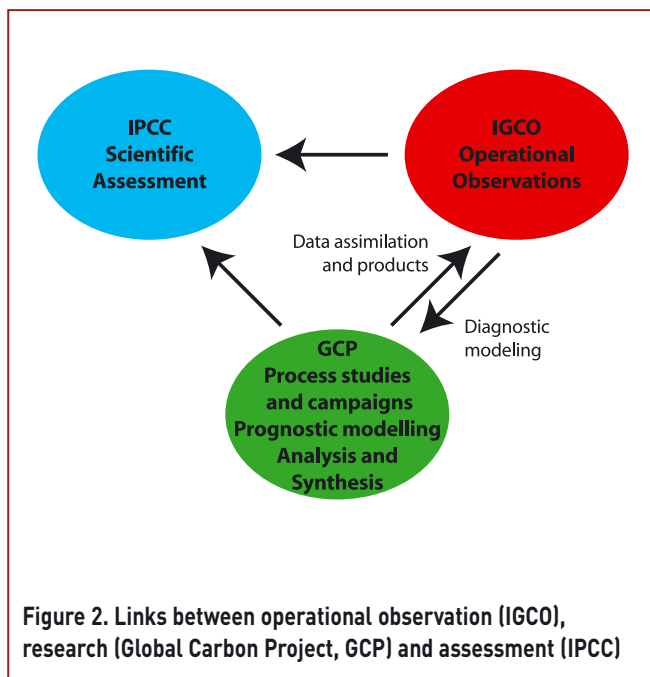 IPCC
Scientific
Assessment
IGCO
Operational
Observations
Data assimilation
and products
Diagnostic
modeling
GCP
Process studies
and campaigns
Prognostic modelling
Analysis and
Synthesis
Figure 2. Links between operational observation (IGCO),
research (Global Carbon Project, GCP) and assessment (IPCC)